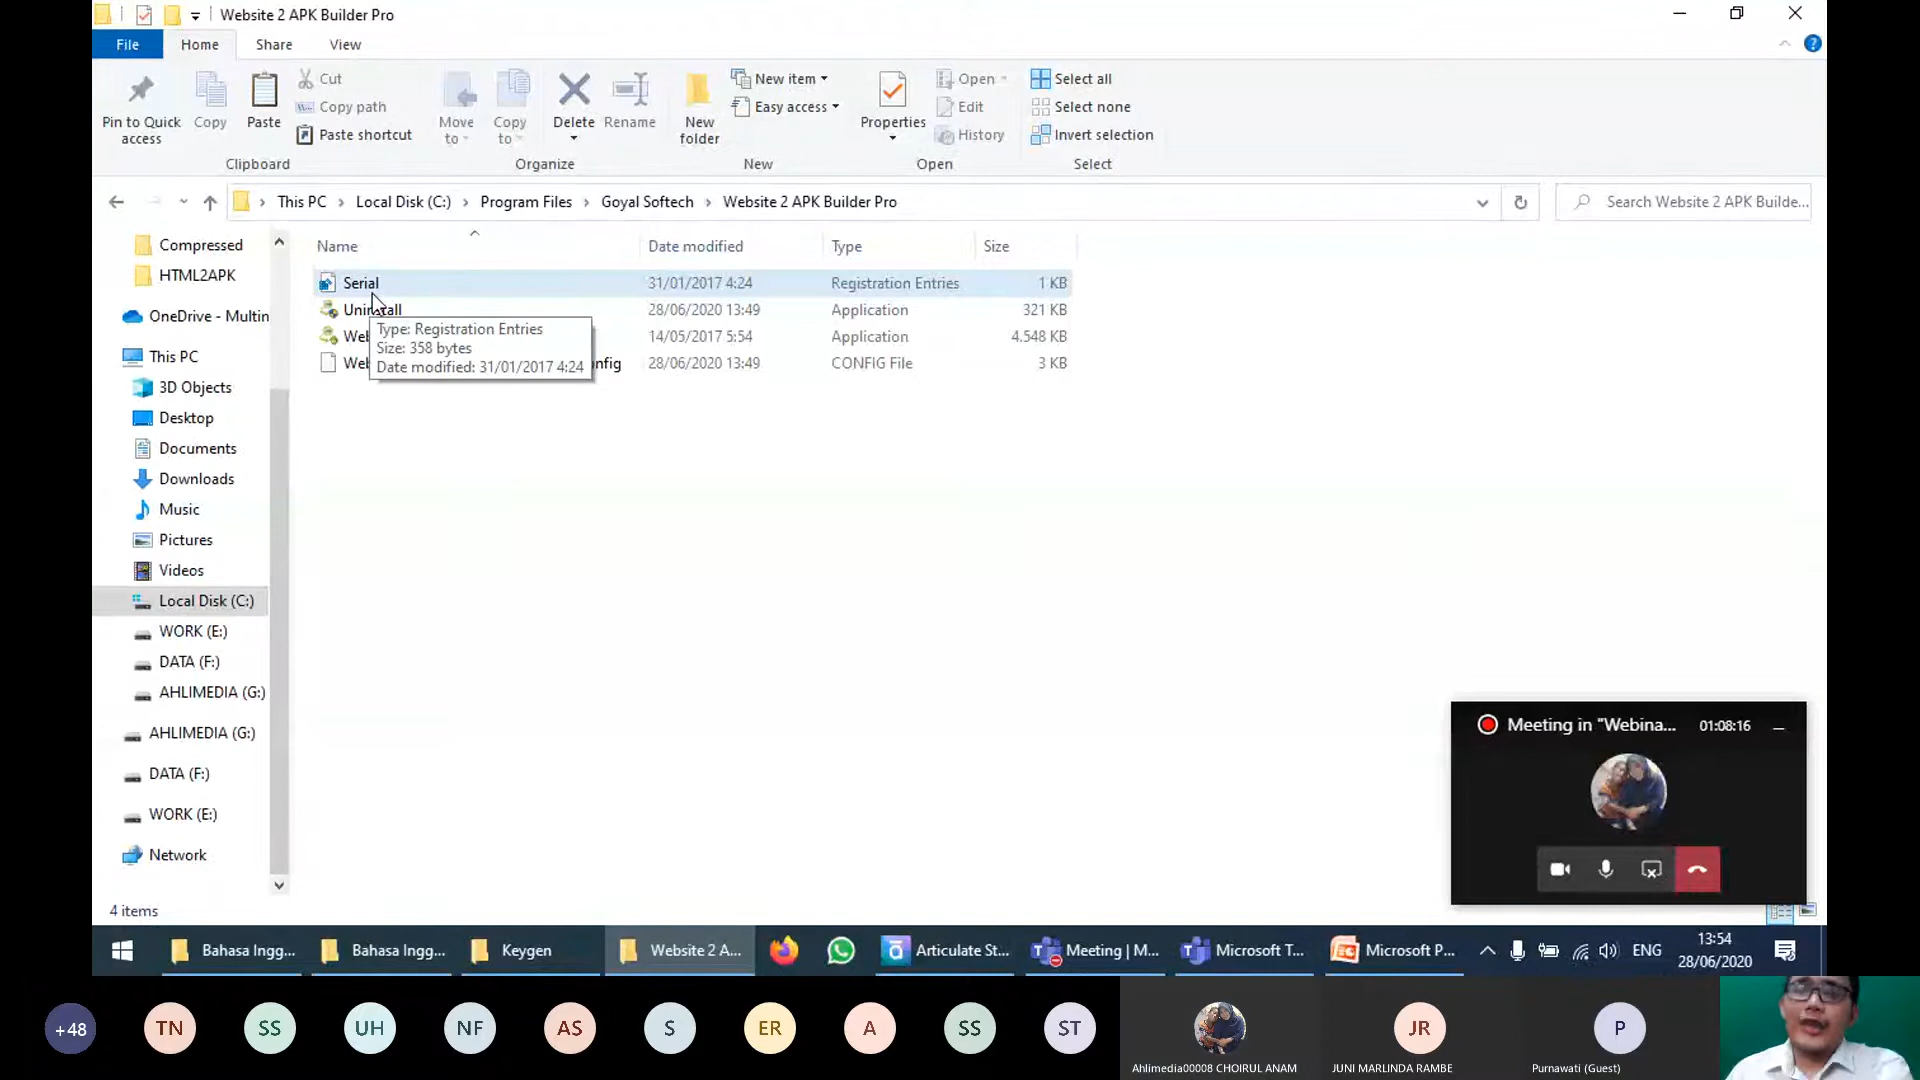 Website 2 APK Builder Pro
File
Home
Share
View
Pin to Quick access
Copy
Paste
Cut
Copy path
Paste shortcut
Clipboard
Move to
Copy to
Delete
Rename
Organize
New folder
New item
Easy access
New
Properties
Open
Edit
History
Open
Select all
Select none
Invert selection
Select
This PC
Local Disk (C:)
Program Files
Goyal Softech
Website 2 APK Builder Pro
Search Website 2 APK Builde...
Compressed
HTML2APK
OneDrive - Multin
This PC
3D Objects
Desktop
Documents
Downloads
Music
Pictures
Videos
Local Disk (C:)
WORK (E:)
DATA (F:)
AHLIMEDIA (G:)
AHLIMEDIA (G:)
DATA (F:)
WORK (E:)
Network
Name Date modified Type Size
Serial 31/01/2017 4:24 Registration Entries 1 KB
Uninstall 28/06/2020 13:49 Application 321 KB
Web 14/05/2017 5:54 Application 4.548 KB
Web nfig 28/06/2020 13:49 CONFIG File 3 KB
Type: Registration Entries
Size: 358 bytes
Date modified: 31/01/2017 4:24
4 items
Meeting in "Webina... 01:08:16
Bahasa Ingg...
Bahasa Ingg...
Keygen
Website 2 A...
Articulate St...
Meeting | M...
Microsoft T...
Microsoft P...
ENG
13:54
28/06/2020
+48
TN
SS
UH
NF
AS
S
ER
A
SS
ST
JR
P
Ahlimedia00008 CHOIRUL ANAM
JUNI MARLINDA RAMBE
Purnawati (Guest)